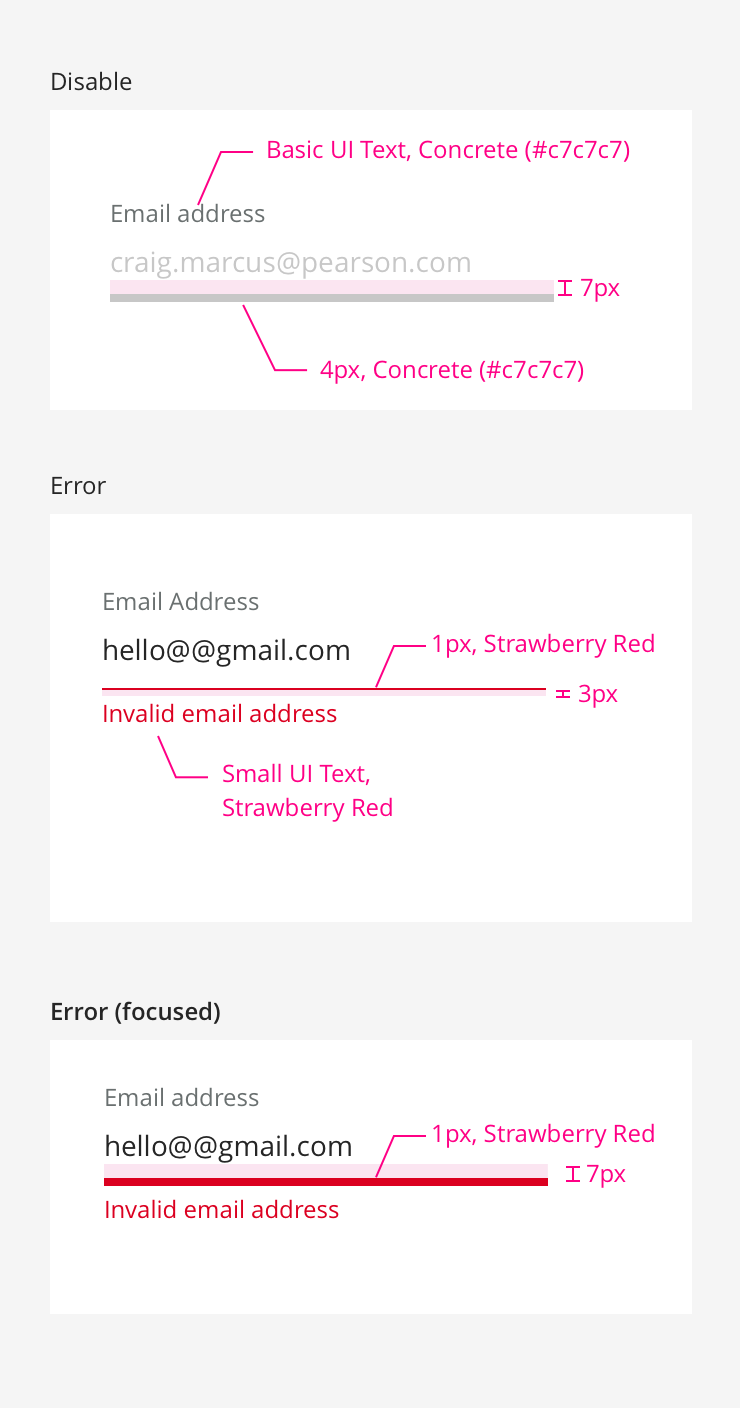 Disable
Basic UI Text, Concrete (#c7c7c7)
Email address
craig.marcus@pearson.com
7px
4px, Concrete (#c7c7c7)
Error
Email Address
hello@@gmail.com
1px, Strawberry Red
3px
Invalid email address
Small UI Text,
Strawberry Red
Error (focused)
Email address
hello@@gmail.com
1px, Strawberry Red
7px
Invalid email address